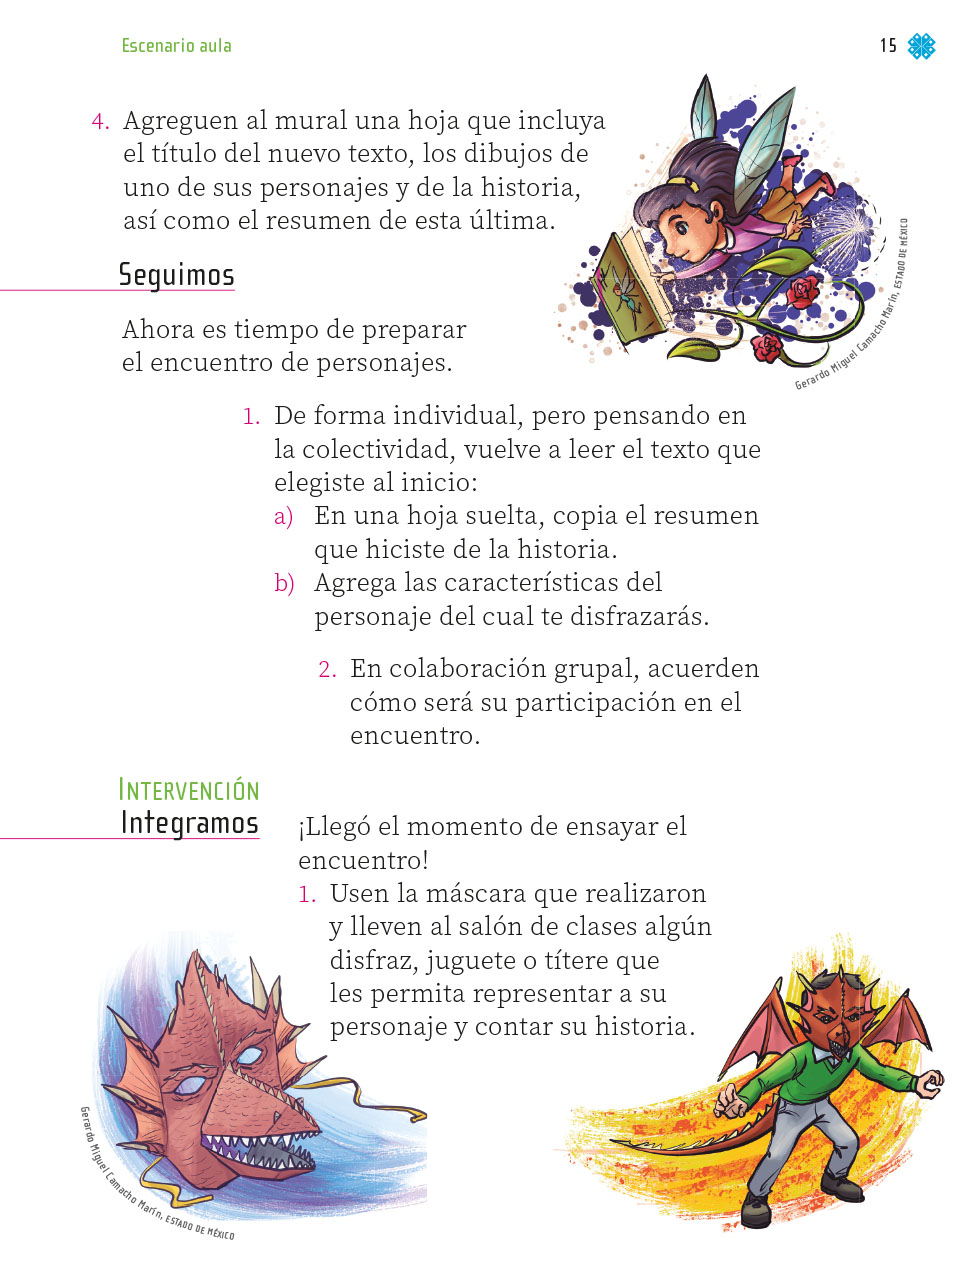 Escenario aula
15
4. Agreguen al mural una hoja que incluya
el título del nuevo texto, los dibujos de
uno de sus personajes y de la historia,
así como el resumen de esta última.
Gerardo Miguel Camacho Marín, ESTADO DE MÉXICO
Seguimos
Ahora es tiempo de preparar
el encuentro de personajes.
1. De forma individual, pero pensando en
la colectividad, vuelve a leer el texto que
elegiste al inicio:
a) En una hoja suelta, copia el resumen
que hiciste de la historia.
b) Agrega las características del
personaje del cual te disfrazarás.
2. En colaboración grupal, acuerden
cómo será su participación en el
encuentro.
INTERVENCIÓN
Integramos
¡Llegó el momento de ensayar el
encuentro!
1. Usen la máscara que realizaron
y lleven al salón de clases algún
disfraz, juguete o títere que
les permita representar a su
personaje y contar su historia.
Gerardo Miguel Camacho Marín, ESTADO DE MÉXICO